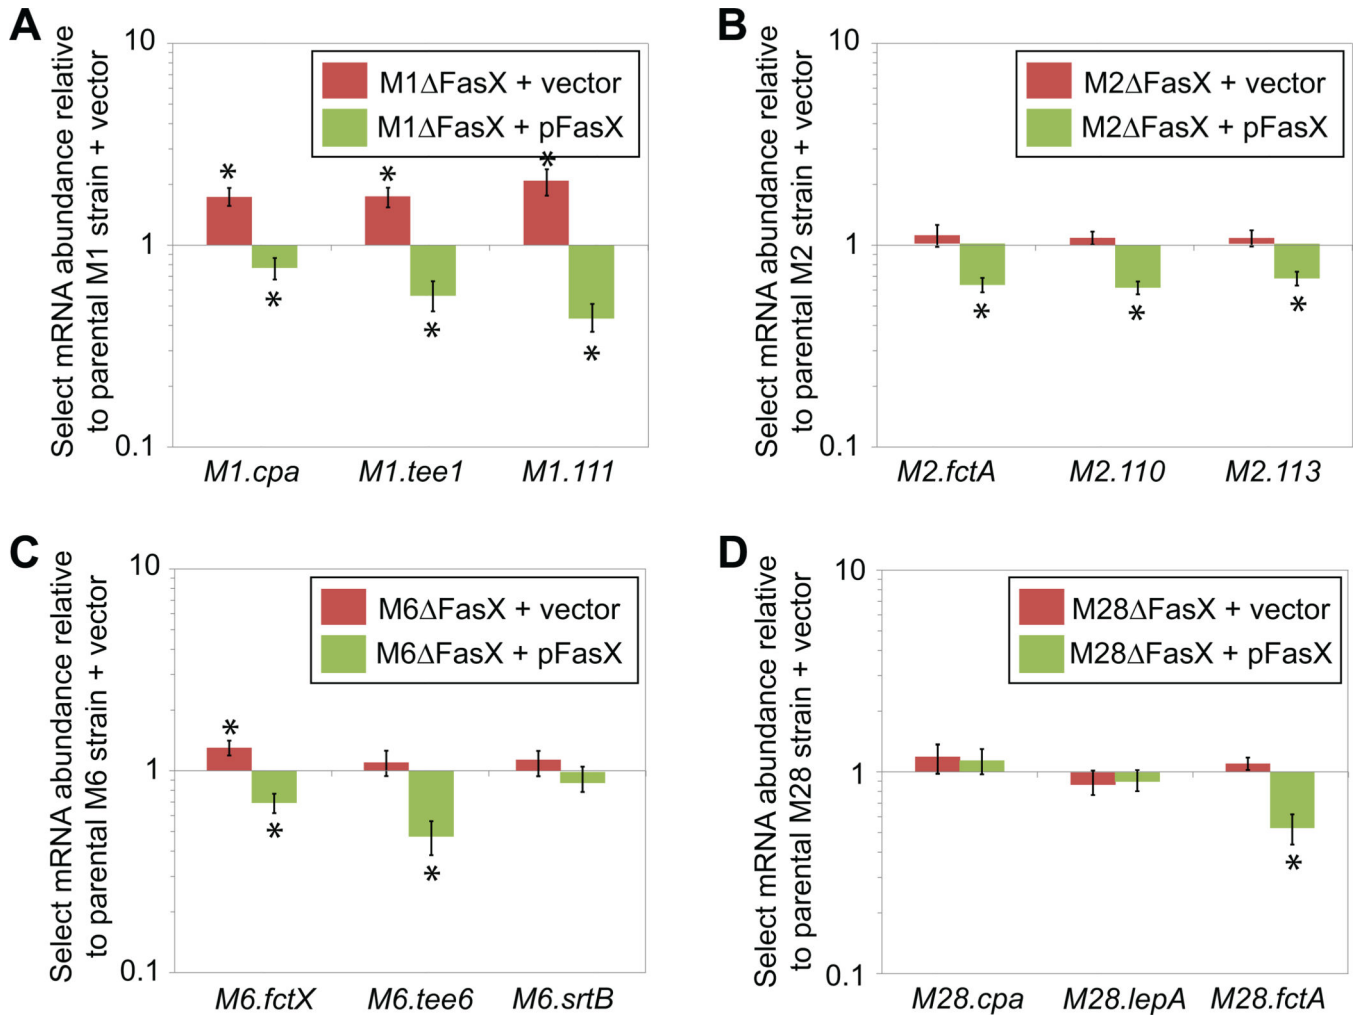 A
Select mRNA abundance relative
to parental M1 strain + vector
10
1
0.1
M1ΔFasX + vector
M1ΔFasX + pFasX
*
*
*
*
*
*
M1.cpa
M1.tee1
M1.111
B
Select mRNA abundance relative
to parental M2 strain + vector
10
1
0.1
M2ΔFasX + vector
M2ΔFasX + pFasX
*
*
*
M2.fctA
M2.110
M2.113
C
Select mRNA abundance relative
to parental M6 strain + vector
10
1
0.1
M6ΔFasX + vector
M6ΔFasX + pFasX
*
*
*
M6.fctX
M6.tee6
M6.srtB
D
Select mRNA abundance relative
to parental M28 strain + vector
10
1
0.1
M28ΔFasX + vector
M28ΔFasX + pFasX
*
M28.cpa
M28.lepA
M28.fctA